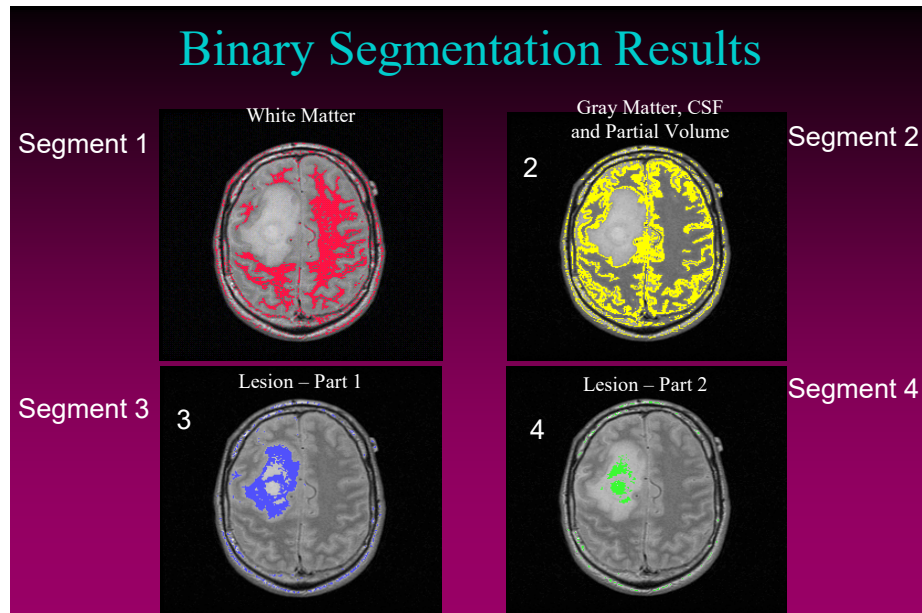 Binary Segmentation Results
Segment 1
White Matter
Gray Matter, CSF
and Partial Volume
Segment 2
2
Segment 3
Lesion – Part 1
3
Lesion – Part 2
4
Segment 4